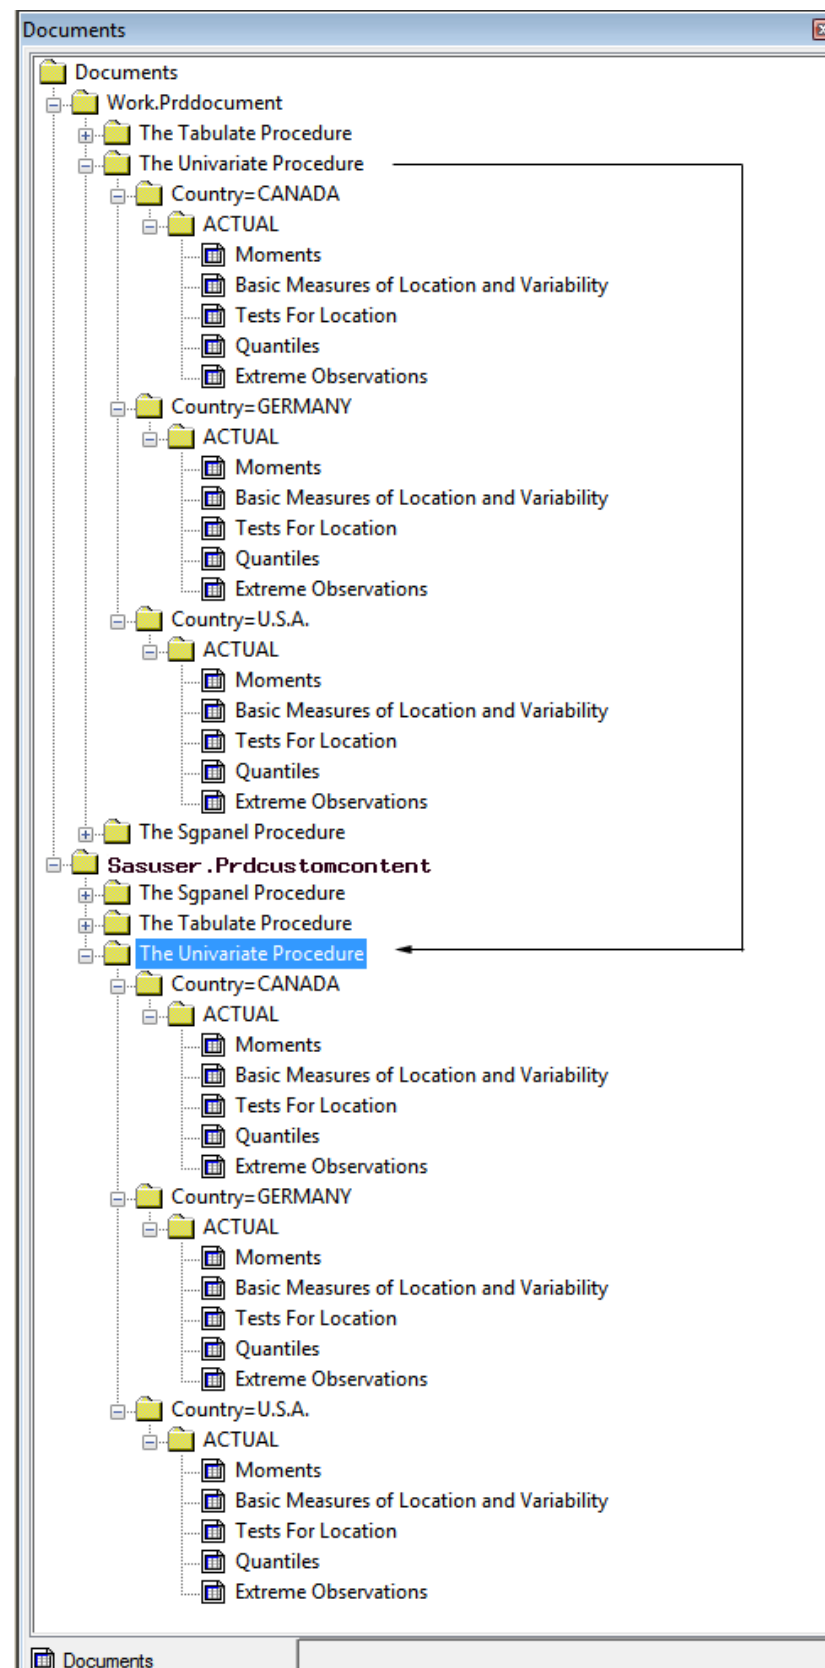 Documents
Documents
Work.Prddocument
The Tabulate Procedure
The Univariate Procedure
Country=CANADA
ACTUAL
Moments
Basic Measures of Location and Variability
Tests For Location
Quantiles
Extreme Observations
Country=GERMANY
ACTUAL
Moments
Basic Measures of Location and Variability
Tests For Location
Quantiles
Extreme Observations
Country=U.S.A.
ACTUAL
Moments
Basic Measures of Location and Variability
Tests For Location
Quantiles
Extreme Observations
The Sgpanel Procedure
Sasuser.Prdcustomcontent
The Sgpanel Procedure
The Tabulate Procedure
The Univariate Procedure
Country=CANADA
ACTUAL
Moments
Basic Measures of Location and Variability
Tests For Location
Quantiles
Extreme Observations
Country=GERMANY
ACTUAL
Moments
Basic Measures of Location and Variability
Tests For Location
Quantiles
Extreme Observations
Country=U.S.A.
ACTUAL
Moments
Basic Measures of Location and Variability
Tests For Location
Quantiles
Extreme Observations
Documents